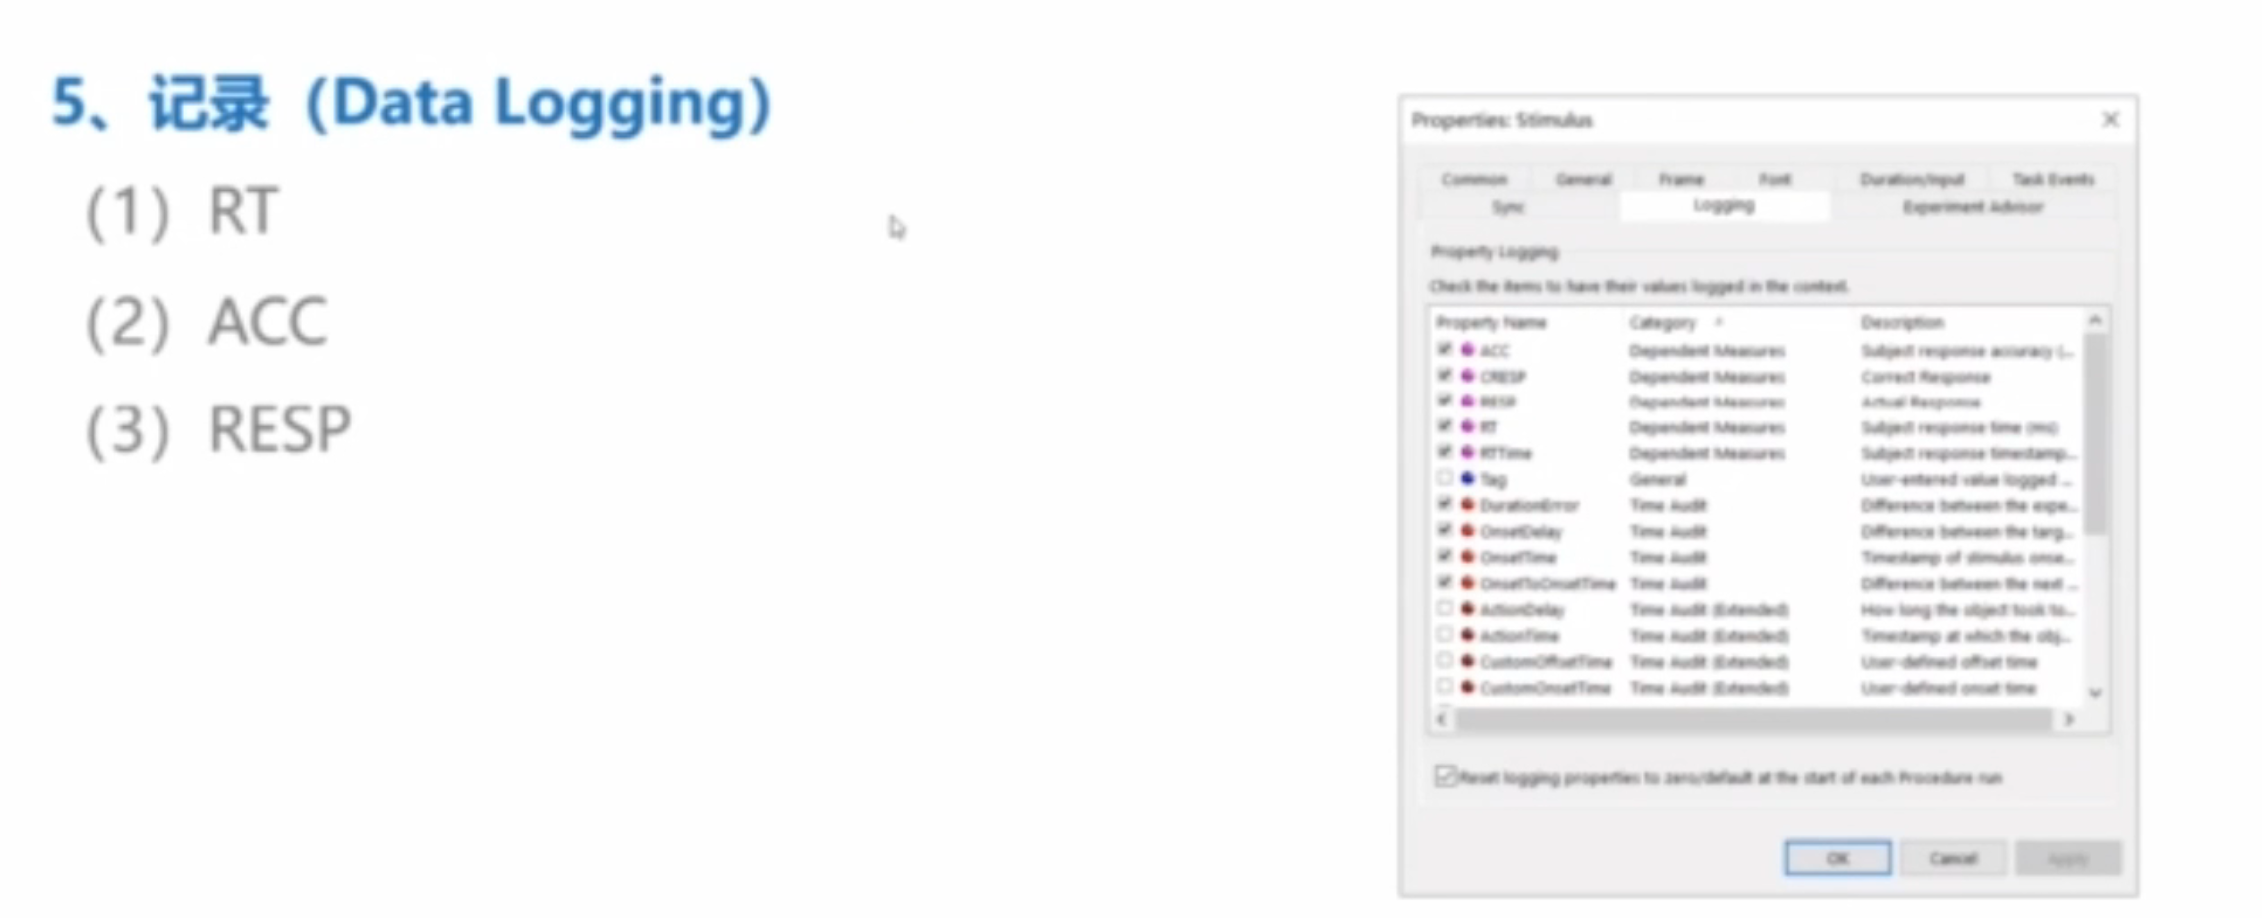 5、记录（Data Logging）
（1）RT
（2）ACC
（3）RESP
Properties: Stimulus
Common General Frame Font Duration/Input Task Events
Sync Logging Experiment Advisor
Property Logging
Check the items to have their values logged in the context.
Property Name Category Description
ACC Dependent Measures Subject response accuracy (...
CRESP Dependent Measures Correct Response
RESP Dependent Measures Actual Response
RT Dependent Measures Subject response time (ms)
RTTime Dependent Measures Subject response timestamp...
Tag General User-entered value logged ...
DurationError Time Audit Difference between the expe...
OnsetDelay Time Audit Difference between the targ...
OnsetTime Time Audit Timestamp of stimulus onse...
OnsetToOnsetTime Time Audit Difference between the next ...
ActionDelay Time Audit (Extended) How long the object took to...
ActionTime Time Audit (Extended) Timestamp at which the obj...
CustomOffsetTime Time Audit (Extended) User-defined offset time
CustomOnsetTime Time Audit (Extended) User-defined onset time
Reset logging properties to zero/default at the start of each Procedure run
OK Cancel Apply